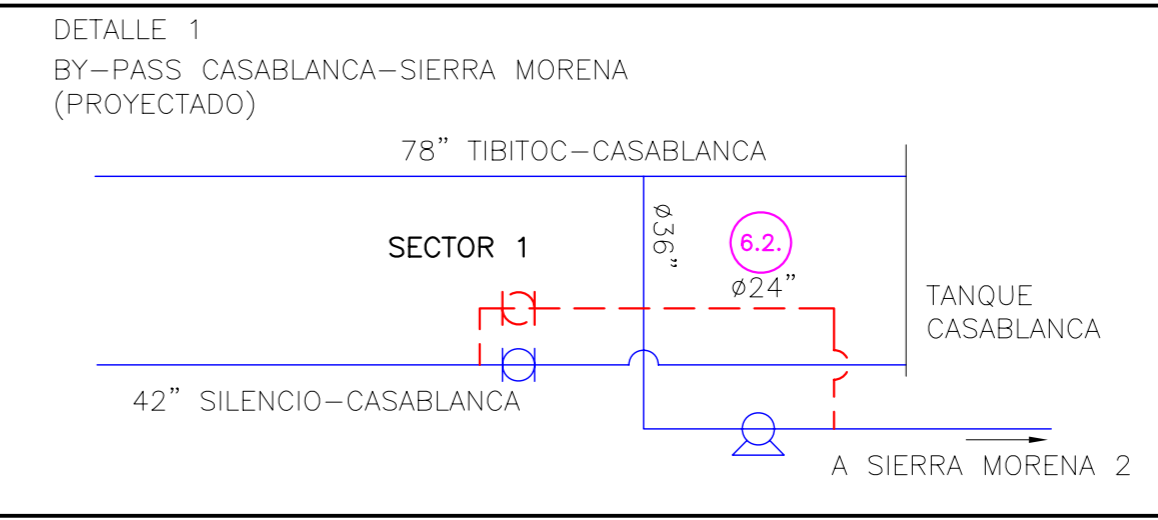 DETALLE 1
BY-PASS CASABLANCA-SIERRA MORENA
(PROYECTADO)
78" TIBITOC-CASABLANCA
SECTOR 1
ø36"
6.2.
ø24"
TANQUE
CASABLANCA
42" SILENCIO-CASABLANCA
A SIERRA MORENA 2